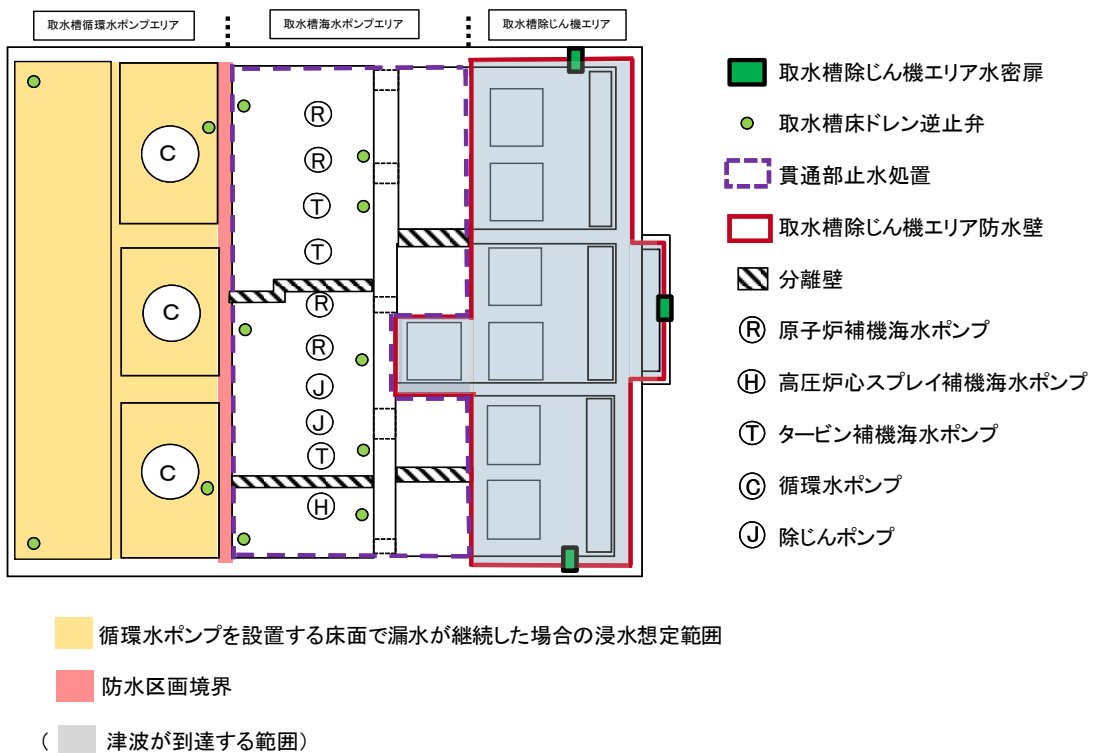 取水槽循環水ポンプエリア
取水槽海水ポンプエリア
取水槽除じん機エリア
C
C
C
R
R
T
T
R
R
J
J
T
H
取水槽除じん機エリア水密扉
取水槽床ドレン逆止弁
貫通部止水処置
取水槽除じん機エリア防水壁
分離壁
R 原子炉補機海水ポンプ
H 高圧炉心スプレイ補機海水ポンプ
T タービン補機海水ポンプ
C 循環水ポンプ
J 除じんポンプ
循環水ポンプを設置する床面で漏水が継続した場合の浸水想定範囲
防水区画境界
( 津波が到達する範囲)